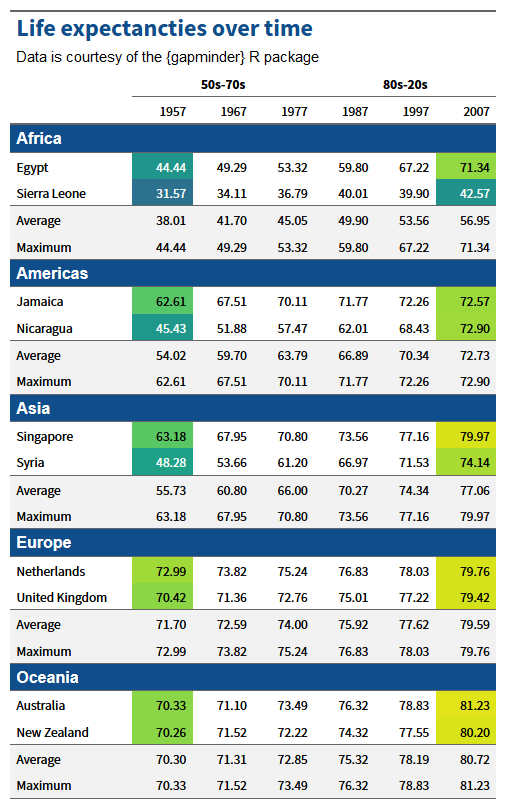 Life expectancties over time
Data is courtesy of the {gapminder} R package
50s-70s 80s-20s
1957 1967 1977 1987 1997 2007
Africa
Egypt 44.44 49.29 53.32 59.80 67.22 71.34
Sierra Leone 31.57 34.11 36.79 40.01 39.90 42.57
Average 38.01 41.70 45.05 49.90 53.56 56.95
Maximum 44.44 49.29 53.32 59.80 67.22 71.34
Americas
Jamaica 62.61 67.51 70.11 71.77 72.26 72.57
Nicaragua 45.43 51.88 57.47 62.01 68.43 72.90
Average 54.02 59.70 63.79 66.89 70.34 72.73
Maximum 62.61 67.51 70.11 71.77 72.26 72.90
Asia
Singapore 63.18 67.95 70.80 73.56 77.16 79.97
Syria 48.28 53.66 61.20 66.97 71.53 74.14
Average 55.73 60.80 66.00 70.27 74.34 77.06
Maximum 63.18 67.95 70.80 73.56 77.16 79.97
Europe
Netherlands 72.99 73.82 75.24 76.83 78.03 79.76
United Kingdom 70.42 71.36 72.76 75.01 77.22 79.42
Average 71.70 72.59 74.00 75.92 77.62 79.59
Maximum 72.99 73.82 75.24 76.83 78.03 79.76
Oceania
Australia 70.33 71.10 73.49 76.32 78.83 81.23
New Zealand 70.26 71.52 72.22 74.32 77.55 80.20
Average 70.30 71.31 72.85 75.32 78.19 80.72
Maximum 70.33 71.52 73.49 76.32 78.83 81.23